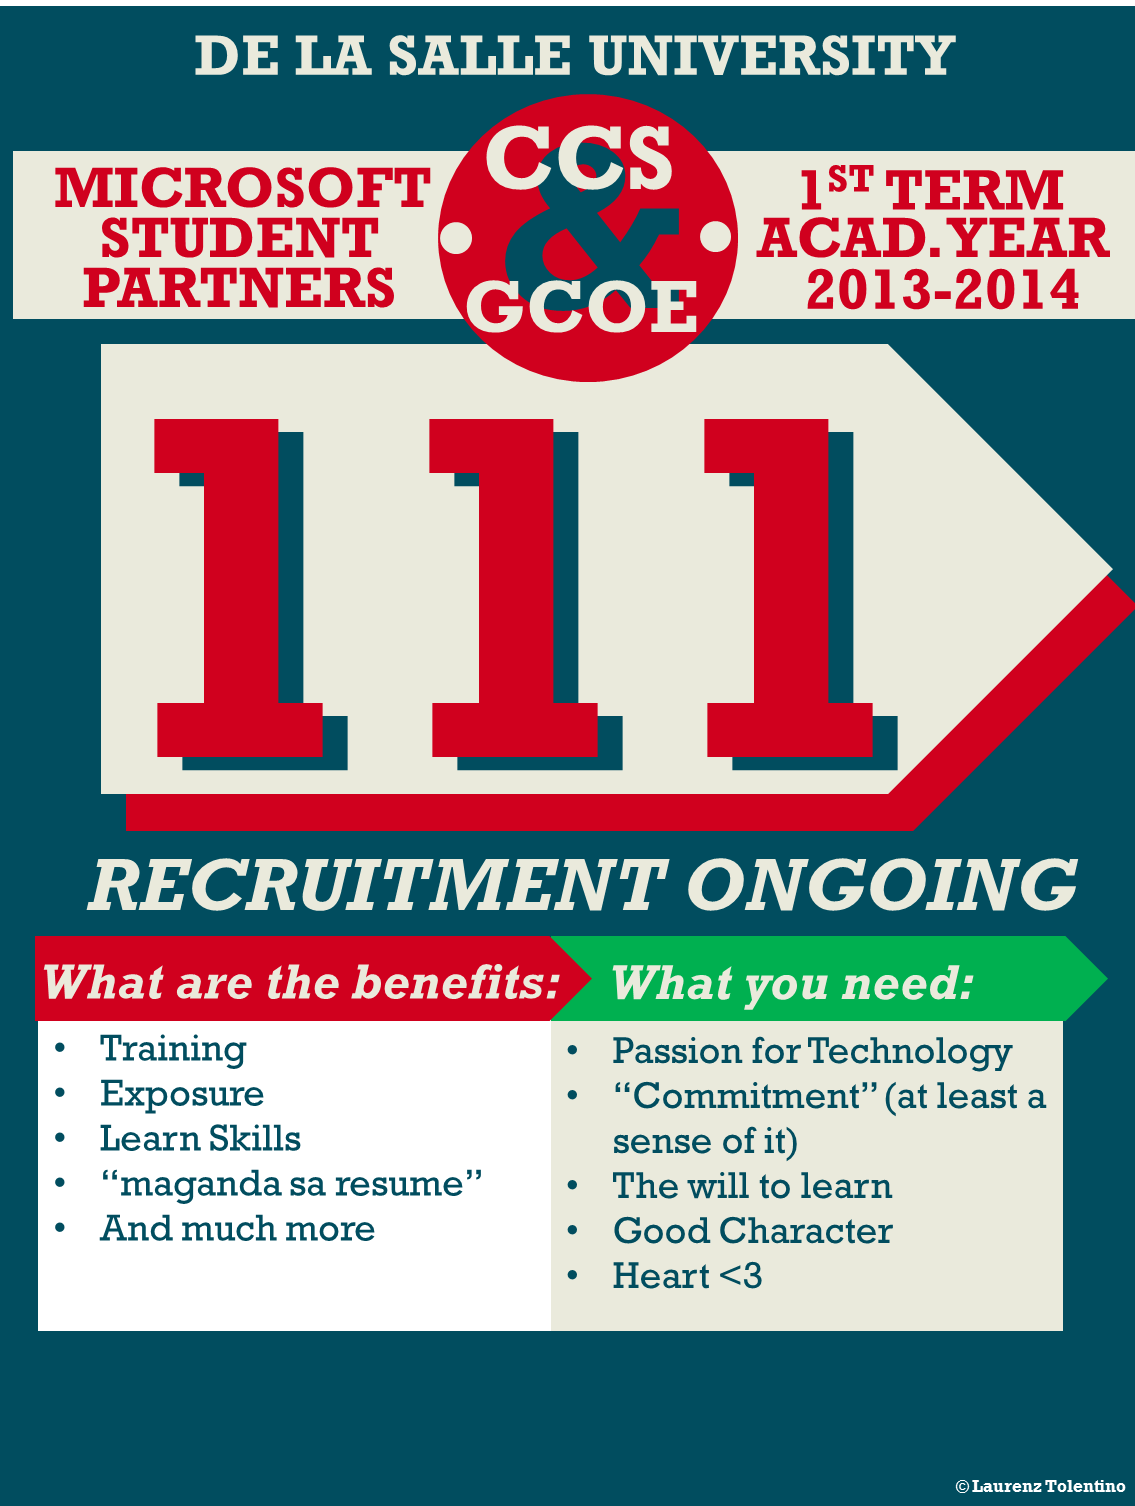 DE LA SALLE UNIVERSITY
MICROSOFT
STUDENT
PARTNERS
CCS
&
GCOE
1ST TERM
ACAD. YEAR
2013-2014
111
RECRUITMENT ONGOING
What are the benefits:
• Training
• Exposure
• Learn Skills
• “maganda sa resume”
• And much more
What you need:
• Passion for Technology
• “Commitment” (at least a
sense of it)
• The will to learn
• Good Character
• Heart <3
© Laurenz Tolentino